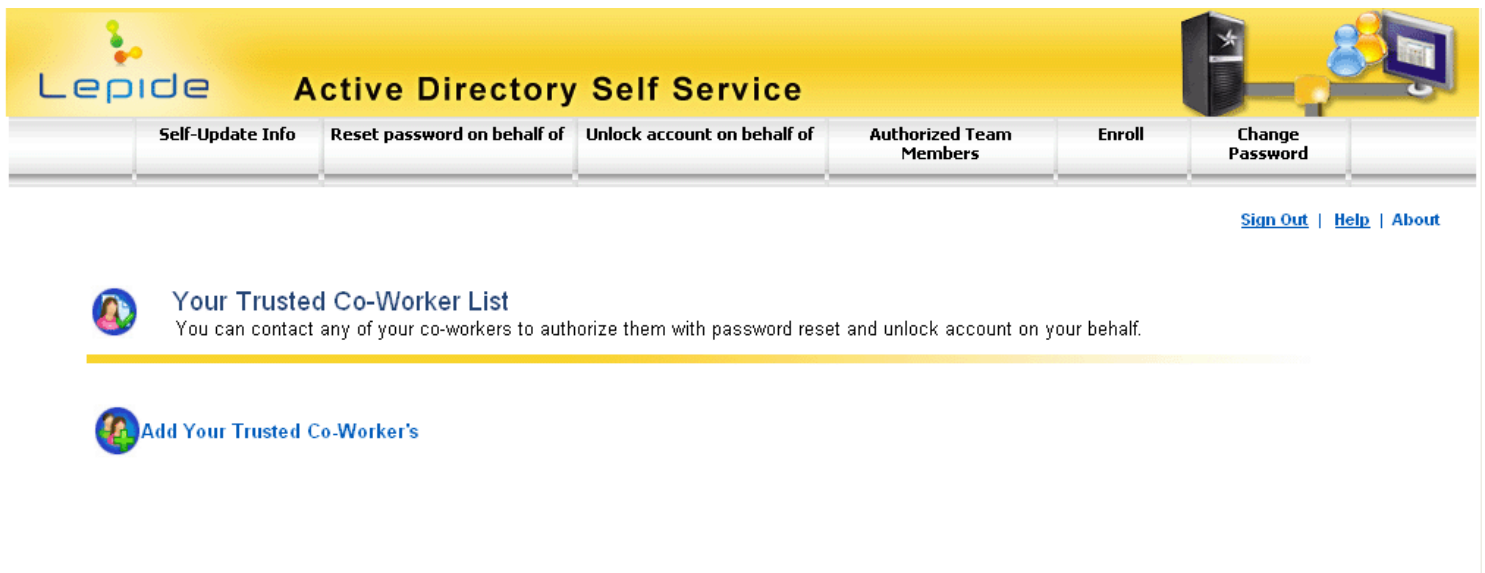 Lepide
Active Directory Self Service
Self-Update Info
Reset password on behalf of
Unlock account on behalf of
Authorized Team
Members
Enroll
Change
Password
Sign Out | Help | About
Your Trusted Co-Worker List
You can contact any of your co-workers to authorize them with password reset and unlock account on your behalf.
Add Your Trusted Co-Worker's